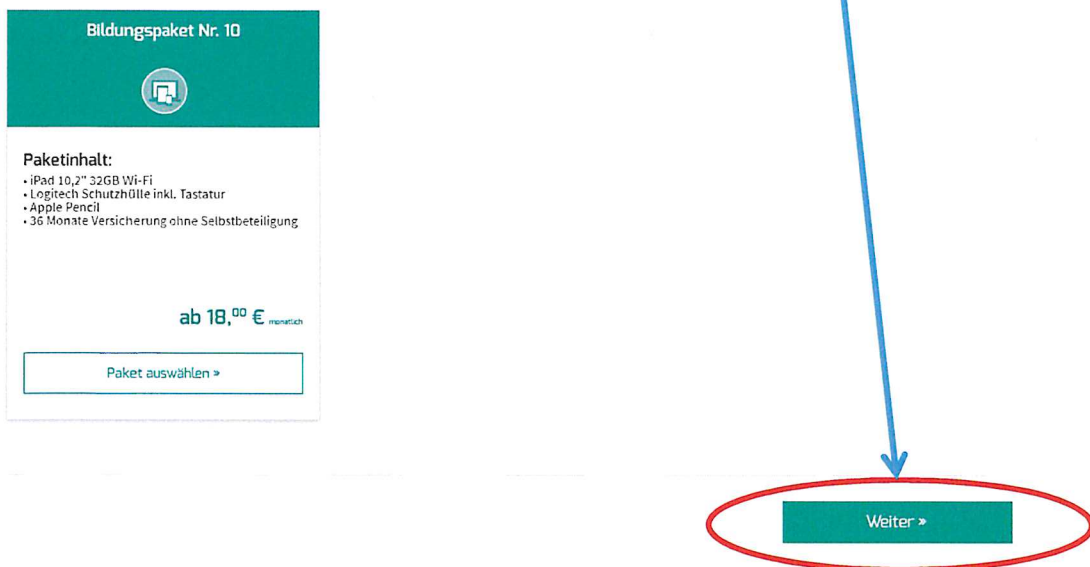 Bildungspaket Nr. 10
Paketinhalt:
• iPad 10,2" 32GB Wi-Fi
• Logitech Schutzhülle inkl. Tastatur
• Apple Pencil
• 36 Monate Versicherung ohne Selbstbeteiligung
ab 18,⁰⁰ € monatlich
Paket auswählen »
Weiter »